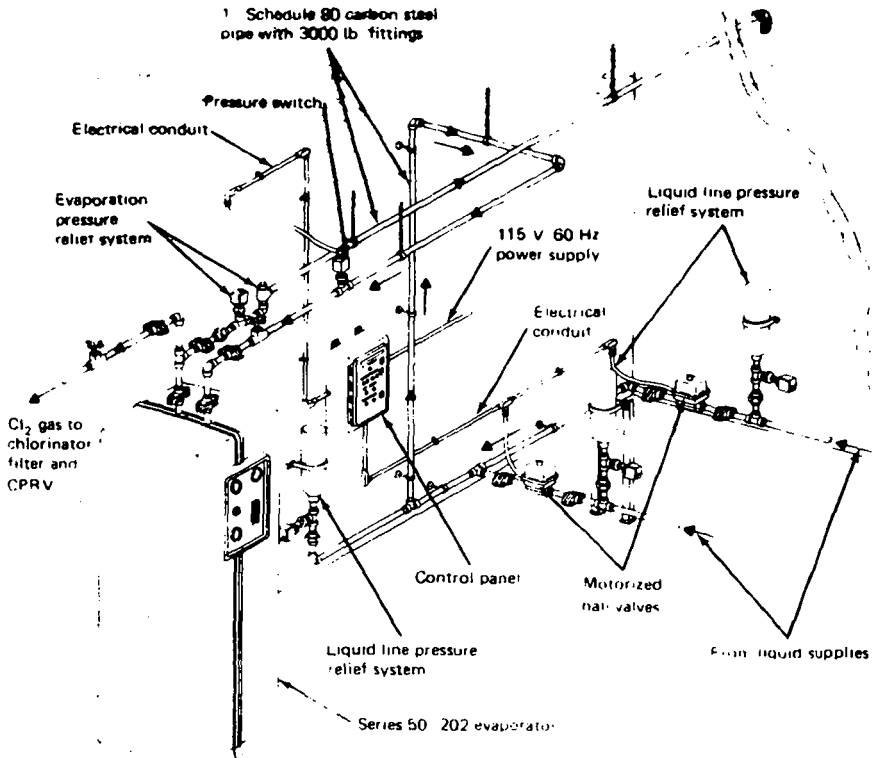 1 Schedule 80 carbon steel
pipe with 3000 lb fittings
Pressure switch
Electrical conduit
Evaporation
pressure
relief system
Liquid line pressure
relief system
115 V 60 Hz
power supply
Electrical
conduit
Cl₂ gas to
chlorinator
filter and
CPRV
Control panel
Motorized
ball valves
From liquid supplies
Liquid line pressure
relief system
Series 50 202 evaporator